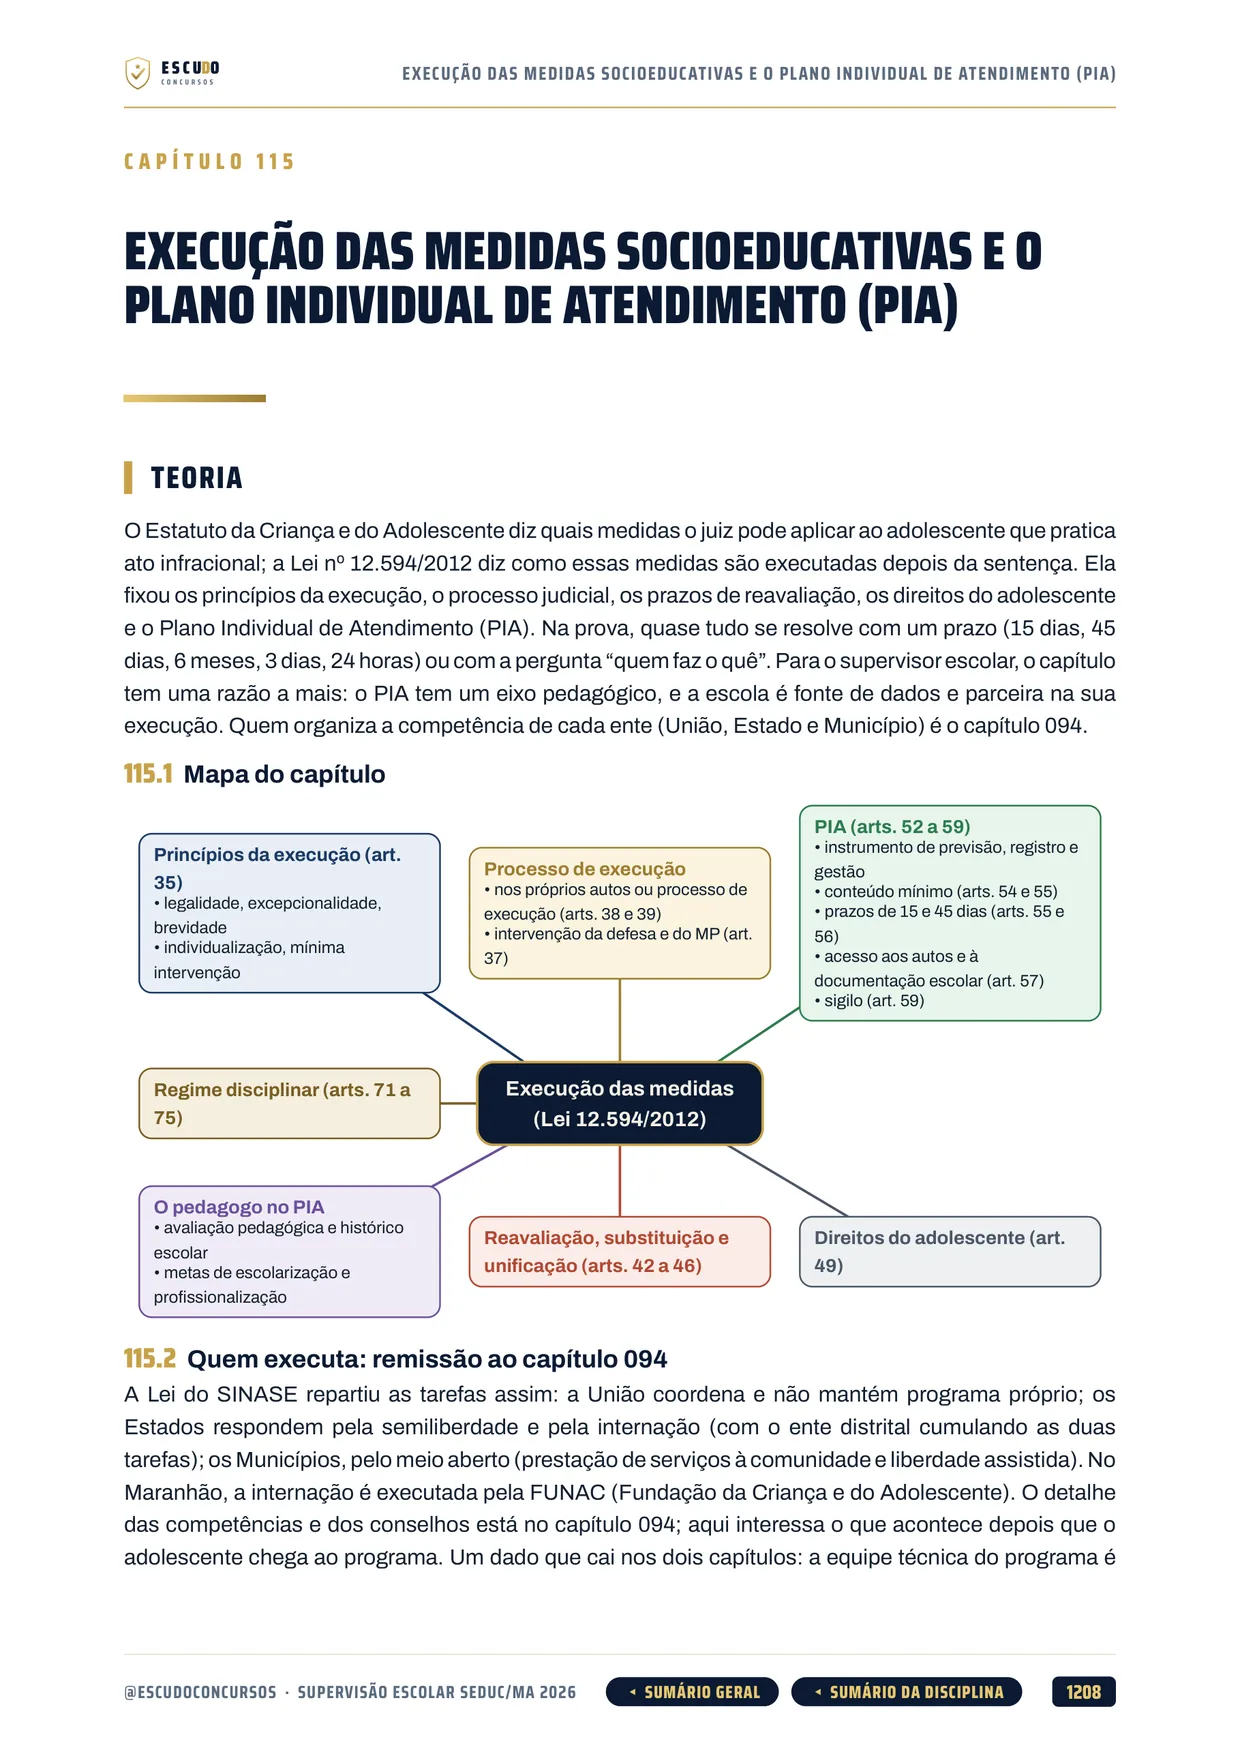 ESCUDO
CONCURSOS
EXECUÇÃO DAS MEDIDAS SOCIOEDUCATIVAS E O PLANO INDIVIDUAL DE ATENDIMENTO (PIA)
CAPÍTULO 115
EXECUÇÃO DAS MEDIDAS SOCIOEDUCATIVAS E O
PLANO INDIVIDUAL DE ATENDIMENTO (PIA)
TEORIA
O Estatuto da Criança e do Adolescente diz quais medidas o juiz pode aplicar ao adolescente que pratica
ato infracional; a Lei nº 12.594/2012 diz como essas medidas são executadas depois da sentença. Ela
fixou os princípios da execução, o processo judicial, os prazos de reavaliação, os direitos do adolescente
e o Plano Individual de Atendimento (PIA). Na prova, quase tudo se resolve com um prazo (15 dias, 45
dias, 6 meses, 3 dias, 24 horas) ou com a pergunta “quem faz o quê”. Para o supervisor escolar, o capítulo
tem uma razão a mais: o PIA tem um eixo pedagógico, e a escola é fonte de dados e parceira na sua
execução. Quem organiza a competência de cada ente (União, Estado e Município) é o capítulo 094.
115.1 Mapa do capítulo
Princípios da execução (art.
35)
• legalidade, excepcionalidade,
brevidade
• individualização, mínima
intervenção
Processo de execução
• nos próprios autos ou processo de
execução (arts. 38 e 39)
• intervenção da defesa e do MP (art.
37)
PIA (arts. 52 a 59)
• instrumento de previsão, registro e
gestão
• conteúdo mínimo (arts. 54 e 55)
• prazos de 15 e 45 dias (arts. 55 e
56)
• acesso aos autos e à
documentação escolar (art. 57)
• sigilo (art. 59)
Regime disciplinar (arts. 71 a
75)
Execução das medidas
(Lei 12.594/2012)
O pedagogo no PIA
• avaliação pedagógica e histórico
escolar
• metas de escolarização e
profissionalização
Reavaliação, substituição e
unificação (arts. 42 a 46)
Direitos do adolescente (art.
49)
115.2 Quem executa: remissão ao capítulo 094
A Lei do SINASE repartiu as tarefas assim: a União coordena e não mantém programa próprio; os
Estados respondem pela semiliberdade e pela internação (com o ente distrital cumulando as duas
tarefas); os Municípios, pelo meio aberto (prestação de serviços à comunidade e liberdade assistida). No
Maranhão, a internação é executada pela FUNAC (Fundação da Criança e do Adolescente). O detalhe
das competências e dos conselhos está no capítulo 094; aqui interessa o que acontece depois que o
adolescente chega ao programa. Um dado que cai nos dois capítulos: a equipe técnica do programa é
@ESCUDOCONCURSOS · SUPERVISÃO ESCOLAR SEDUC/MA 2026
SUMÁRIO GERAL
SUMÁRIO DA DISCIPLINA
1208